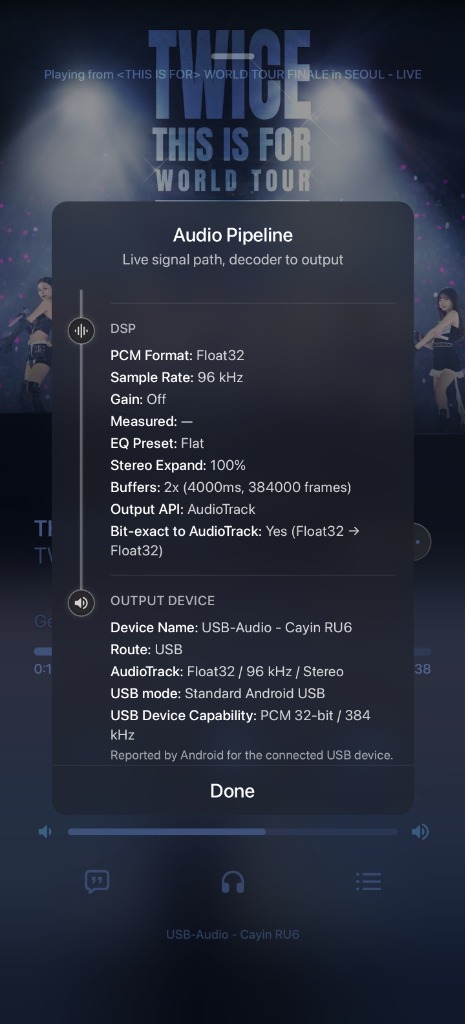 TWICE
Playing from <THIS IS FOR> WORLD TOUR FINALE in SEOUL - LIVE
THIS IS FOR
WORLD TOUR
Audio Pipeline
Live signal path, decoder to output
DSP
PCM Format: Float32
Sample Rate: 96 kHz
Gain: Off
Measured: —
EQ Preset: Flat
Stereo Expand: 100%
Buffers: 2x (4000ms, 384000 frames)
Output API: AudioTrack
Bit-exact to AudioTrack: Yes (Float32 →
Float32)
OUTPUT DEVICE
Device Name: USB-Audio - Cayin RU6
Route: USB
AudioTrack: Float32 / 96 kHz / Stereo
USB mode: Standard Android USB
USB Device Capability: PCM 32-bit / 384
kHz
Reported by Android for the connected USB device.
Done
USB-Audio - Cayin RU6